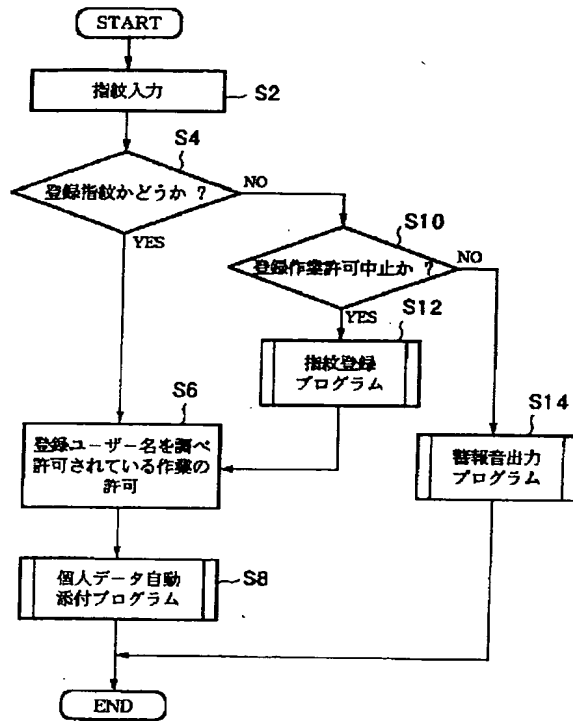 START
指紋入力
S2
S4
登録指紋かどうか ?
NO
YES
S10
登録作業許可中止か ?
NO
YES
S12
指紋登録
プログラム
S6
登録ユーザー名を調べ
許可されている作業の
許可
S14
警報音出力
プログラム
個人データ自動
添付プログラム
S8
END